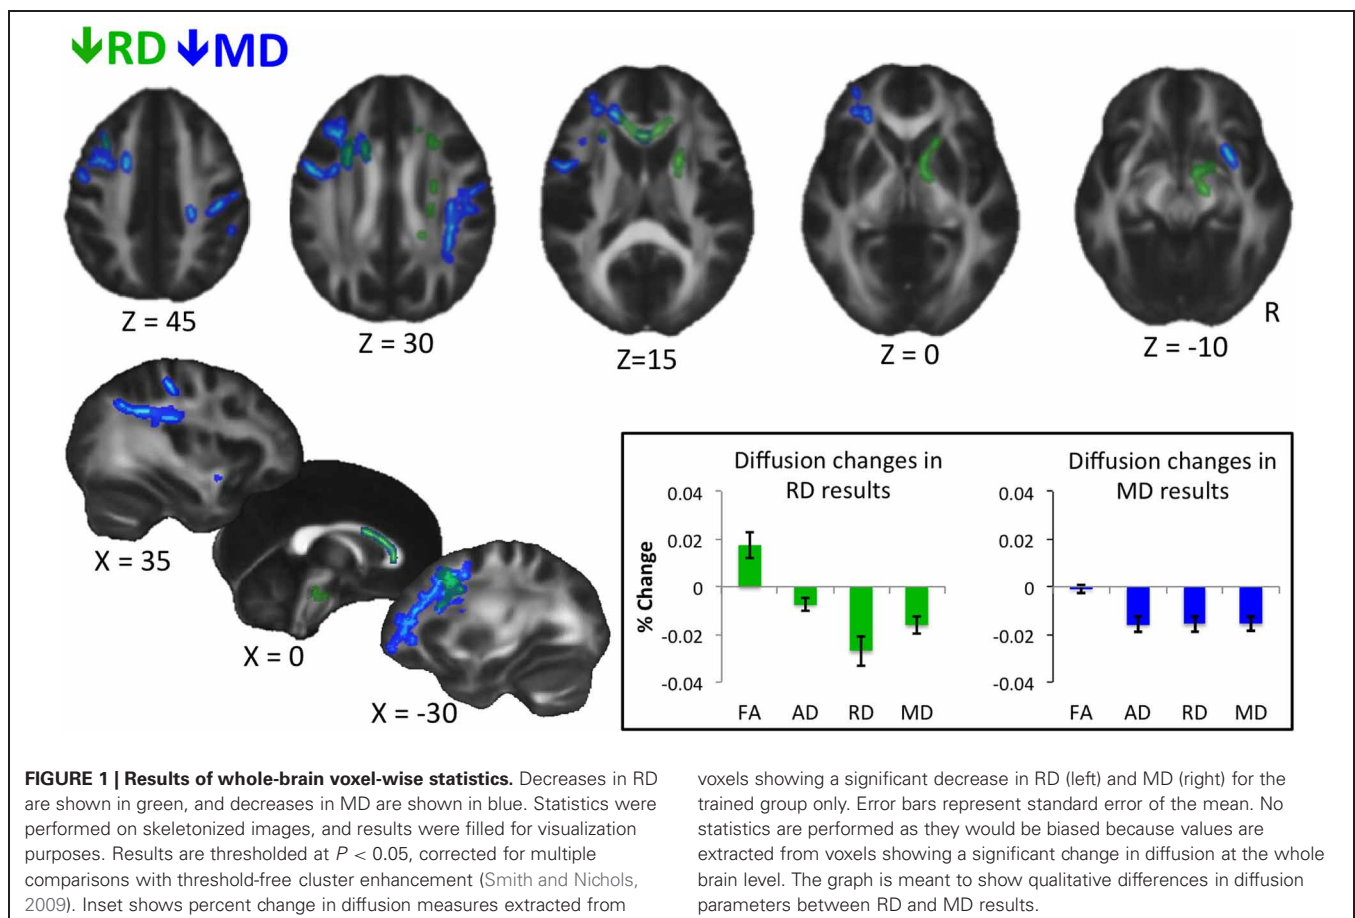 ↓RD ↓MD
Z = 45
Z = 30
Z=15
Z = 0
Z = -10
R
X = 35
X = 0
X = -30
Diffusion changes in
RD results
% Change
0.04
0.02
0
-0.02
-0.04
FA AD RD MD
Diffusion changes in
MD results
0.04
0.02
0
-0.02
-0.04
FA AD RD MD
FIGURE 1 | Results of whole-brain voxel-wise statistics. Decreases in RD
are shown in green, and decreases in MD are shown in blue. Statistics were
performed on skeletonized images, and results were filled for visualization
purposes. Results are thresholded at P < 0.05, corrected for multiple
comparisons with threshold-free cluster enhancement (Smith and Nichols,
2009). Inset shows percent change in diffusion measures extracted from
voxels showing a significant decrease in RD (left) and MD (right) for the
trained group only. Error bars represent standard error of the mean. No
statistics are performed as they would be biased because values are
extracted from voxels showing a significant change in diffusion at the whole
brain level. The graph is meant to show qualitative differences in diffusion
parameters between RD and MD results.